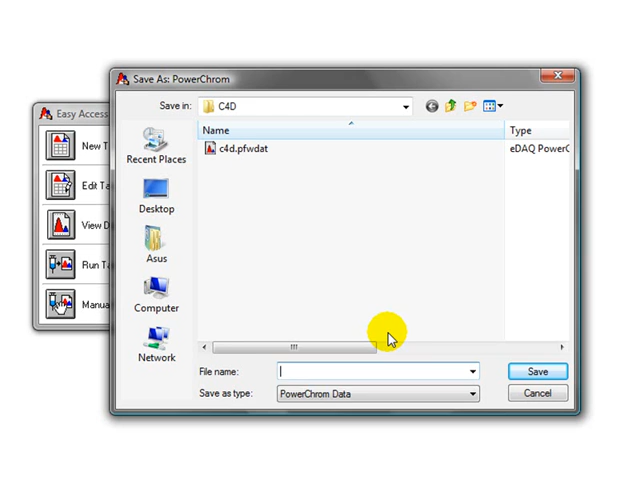 Save As: PowerChrom
Save in:
C4D
Easy Access
New T
Edit Ta
View D
Run Ta
Manua
Recent Places
Desktop
Asus
Computer
Network
Name
Type
c4d.pfwdat
eDAQ PowerC
File name:
Save
Save as type:
PowerChrom Data
Cancel